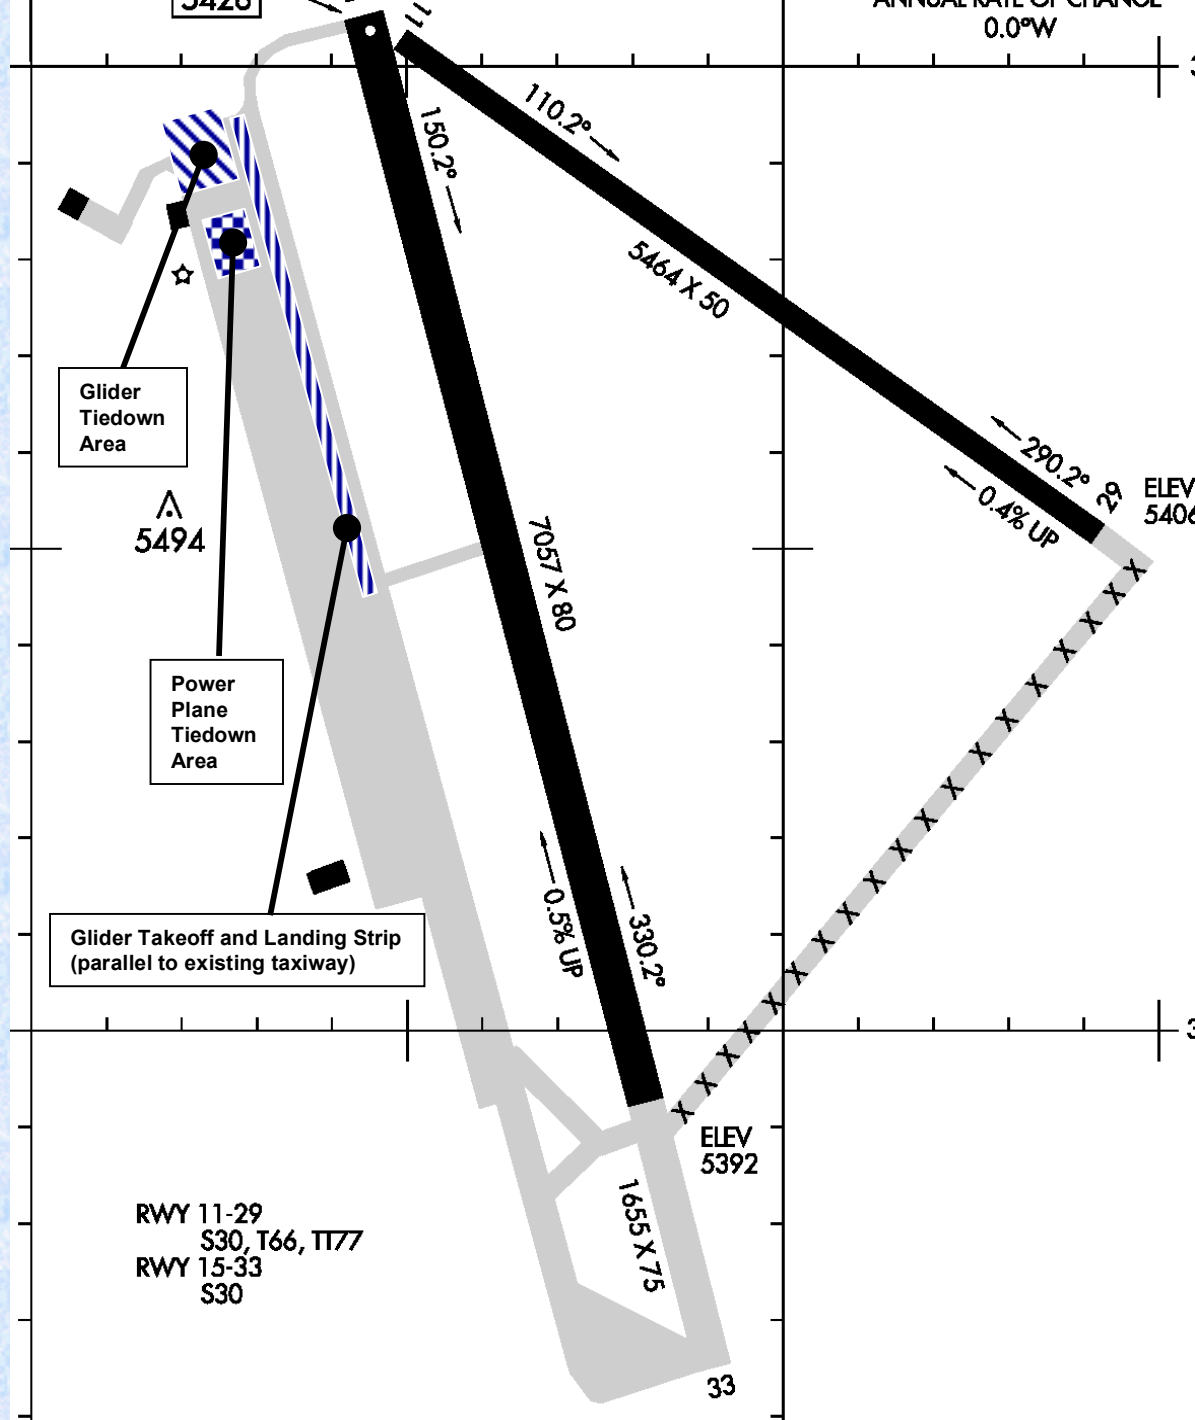 5426
ANNUAL RATE OF CHANGE
0.0°W
11
110.2°
150.2°
5464 X 50
Glider
Tiedown
Area
290.2°
29
ELEV
5406
0.4% UP
5494
7057 X 80
Power
Plane
Tiedown
Area
0.5% UP
330.2°
Glider Takeoff and Landing Strip
(parallel to existing taxiway)
ELEV
5392
1655 X 75
RWY 11-29
S30, T66, TT77
RWY 15-33
S30
33